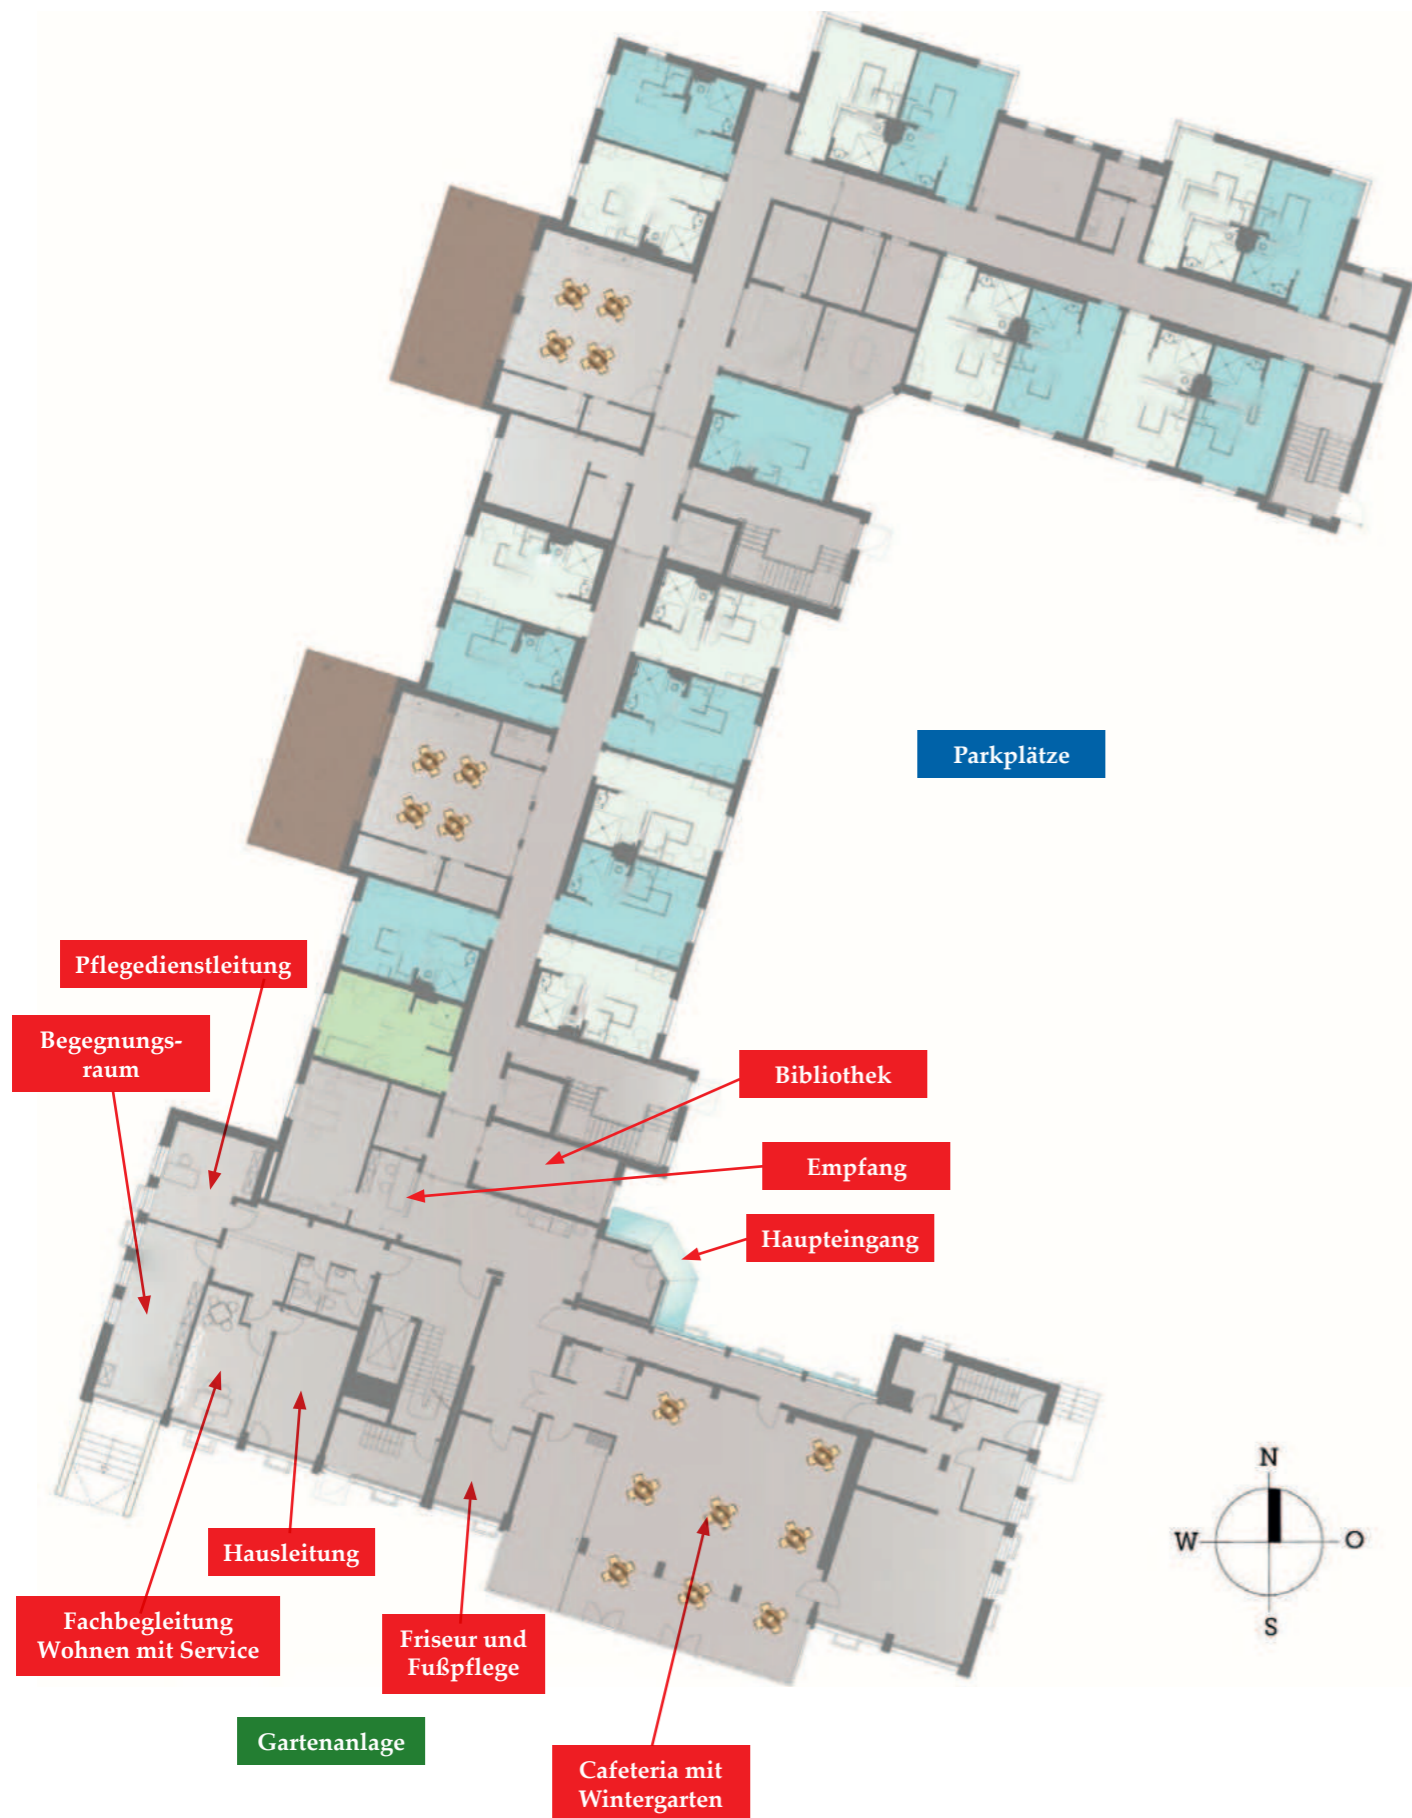 Parkplätze
Pflegedienstleitung
Begegnungs-
raum
Bibliothek
Empfang
Haupteingang
N
W
O
S
Hausleitung
Fachbegleitung
Wohnen mit Service
Friseur und
Fußpflege
Gartenanlage
Cafeteria mit
Wintergarten